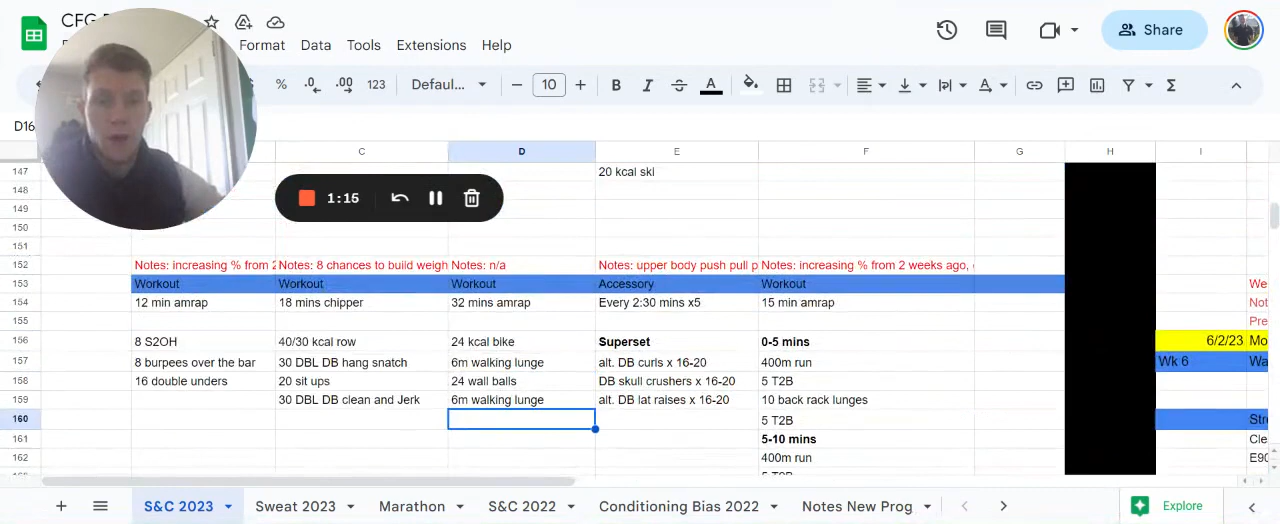 CFG
Format Data Tools Extensions Help
Share
% .0 .00 123 Defaul... 10 B I A
D16
C D E F G H I
147 20 kcal ski
148
149
150
151
152 Notes: increasing % from 2 Notes: 8 chances to build weigh Notes: n/a Notes: upper body push pull p Notes: increasing % from 2 weeks ago,
153 Workout Workout Workout Accessory Workout We
154 12 min amrap 18 mins chipper 32 mins amrap Every 2:30 mins x5 15 min amrap Not
155 Pre
156 8 S2OH 40/30 kcal row 24 kcal bike Superset 0-5 mins 6/2/23 Mo
157 8 burpees over the bar 30 DBL DB hang snatch 6m walking lunge alt. DB curls x 16-20 400m run Wk 6 Wa
158 16 double unders 20 sit ups 24 wall balls DB skull crushers x 16-20 5 T2B
159 30 DBL DB clean and Jerk 6m walking lunge alt. DB lat raises x 16-20 10 back rack lunges
160 5 T2B Stre
161 5-10 mins Cle
162 400m run E90
1:15
S&C 2023 Sweat 2023 Marathon S&C 2022 Conditioning Bias 2022 Notes New Prog Explore